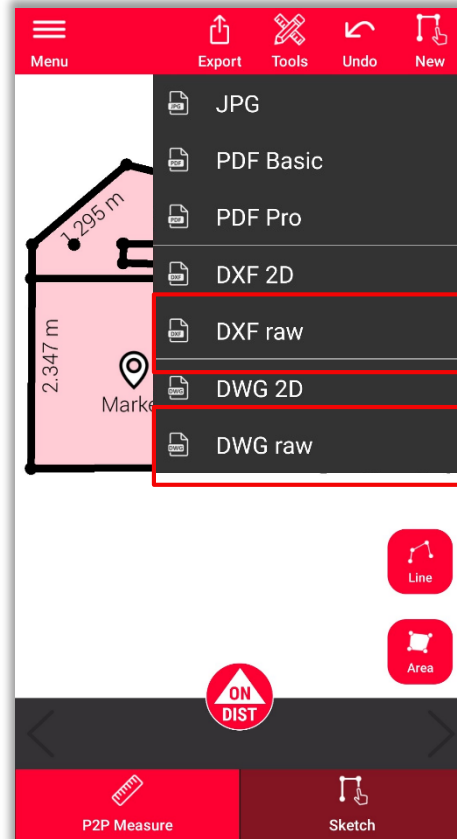 Menu
Export
Tools
Undo
New
JPG
PDF Basic
PDF Pro
DXF 2D
DXF raw
DWG 2D
DWG raw
1.295 m
2.347 m
Marke
Line
Area
ON
DIST
P2P Measure
Sketch